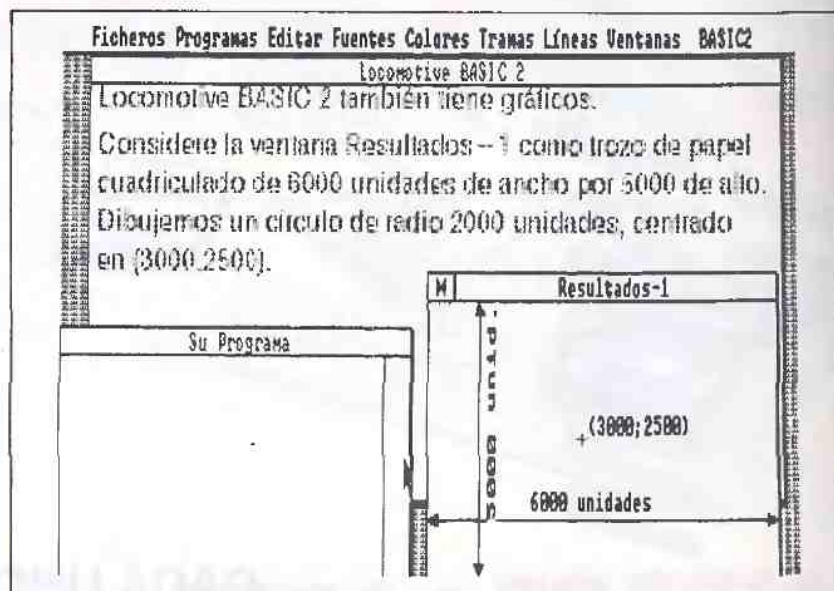 Ficheros Programas Editar Fuentes Colores Tramas Líneas Ventanas BASIC2
Locomotive BASIC 2
Locomotive BASIC 2 también tiene gráficos.
Considere la ventana Resultados-1 como trozo de papel
cuadriculado de 6000 unidades de ancho por 5000 de alto.
Dibujemos un círculo de radio 2000 unidades, centrado
en (3000,2500).
Resultados-1
Su Programa
5000 unid.
(3000;2500)
6000 unidades